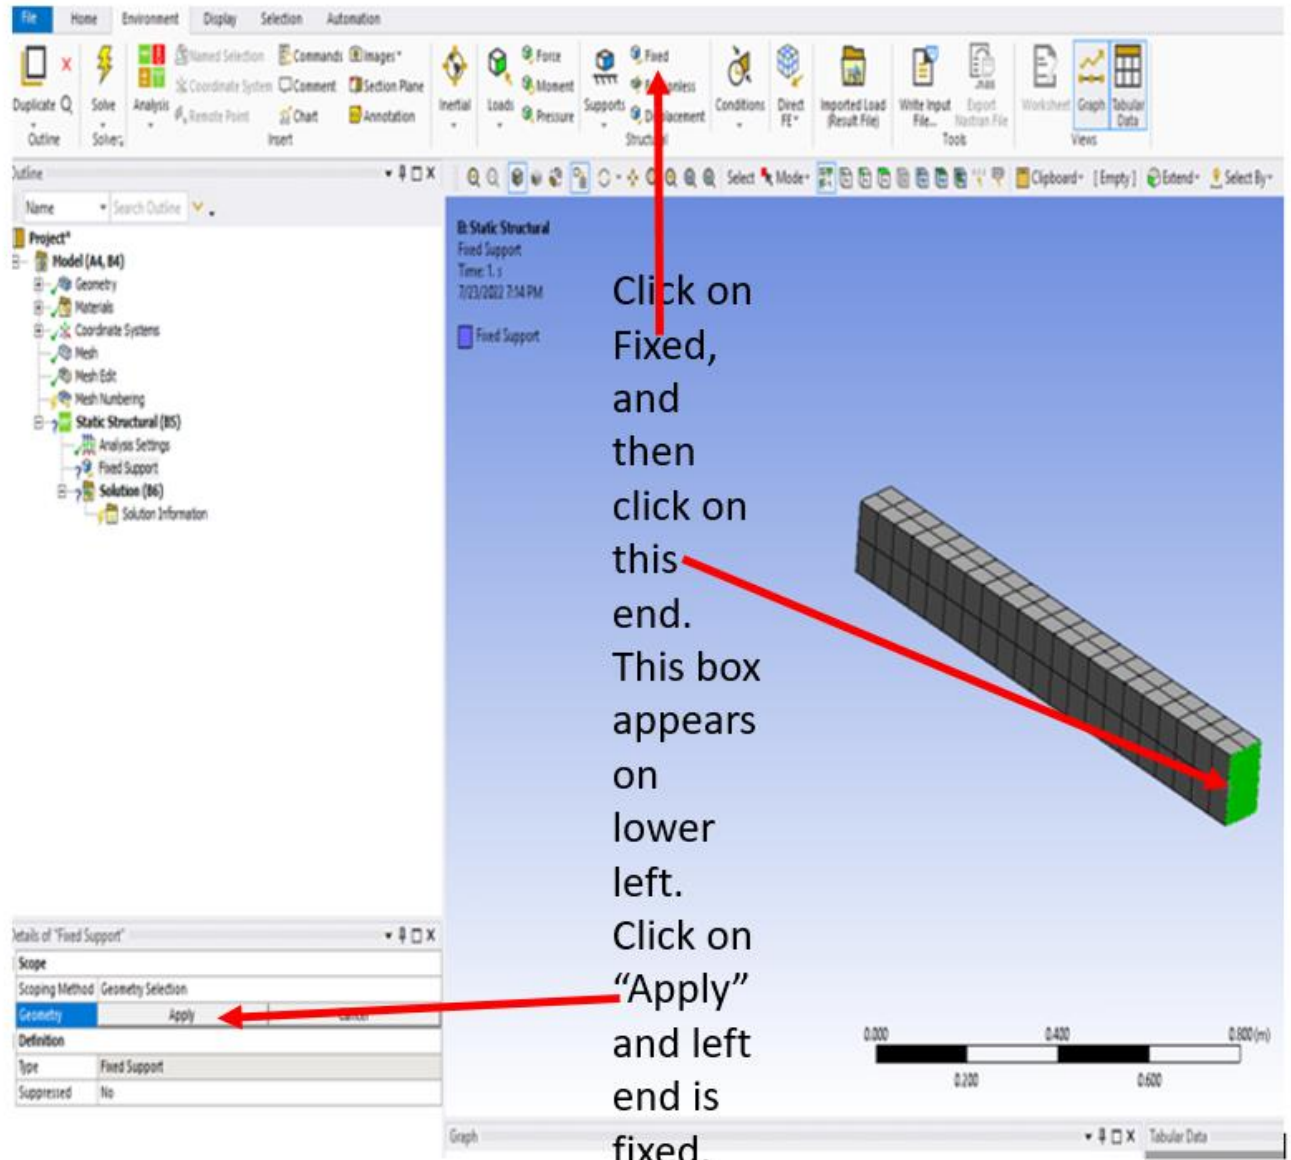 File Home Environment Display Selection Automation
Named Selection Commands Images Section Plane
Coordinate System Comment
Remote Point Chart Annotation
Force Fixed
Moment
Pressure Displacement
Duplicate Q Solve Analysis Inertial Loads Supports Conditions Direct FE Imported Load (Result File) Write Input File... Export Nastran File Worksheet Graph Tabular Data
Outline Insert Structural Tools Views
Select Mode Clipboard [Empty] Extend Select By
Name Search Outline
Project*
Model (A4, B4)
Geometry
Materials
Coordinate Systems
Mesh
Mesh Edit
Mesh Numbering
Static Structural (B5)
Analysis Settings
Fixed Support
Solution (B6)
Solution Information
B: Static Structural
Fixed Support
Time: 1. s
7/23/2022 7:14 PM
Fixed Support
Click on
Fixed,
and
then
click on
this
end.
This box
appears
on
lower
left.
Click on
“Apply”
and left
end is
fixed.
Details of "Fixed Support"
Scope
Scoping Method Geometry Selection
Geometry Apply
Definition
Type Fixed Support
Suppressed No
0.000 0.400 0.800 (m)
0.200 0.600
Graph Tabular Data